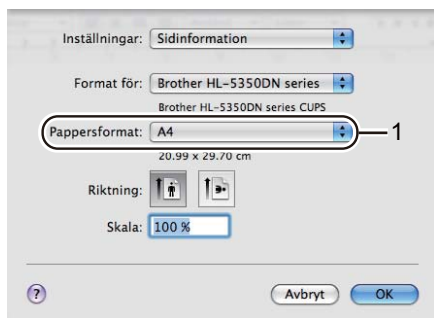 Inställningar: Sidinformation
Format för: Brother HL-5350DN series
Brother HL-5350DN series CUPS
Pappersformat: A4 1
20.99 x 29.70 cm
Riktning:
Skala: 100 %
? Avbryt OK